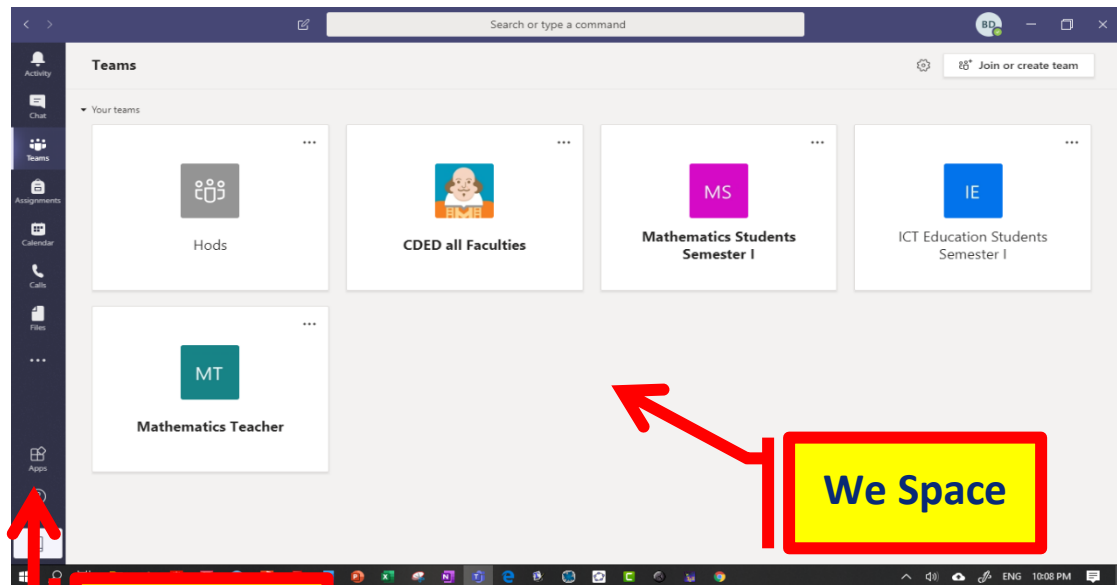 Search or type a command
BD
Activity
Teams
Join or create team
Chat
Your teams
Teams
Assignments
Calendar
Calls
Files
Hods
CDED all Faculties
MS
Mathematics Students
Semester I
IE
ICT Education Students
Semester I
MT
Mathematics Teacher
Apps
We Space
ENG 10:08 PM